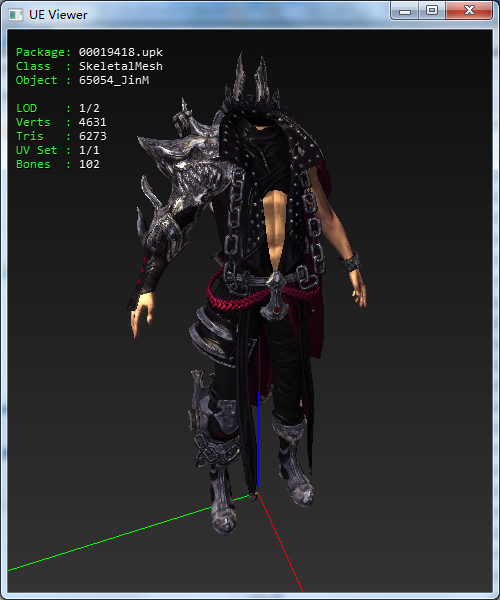 UE Viewer
Package: 00019418.upk
Class : SkeletalMesh
Object : 65054_JinM
LOD : 1/2
Verts : 4631
Tris : 6273
UV Set : 1/1
Bones : 102